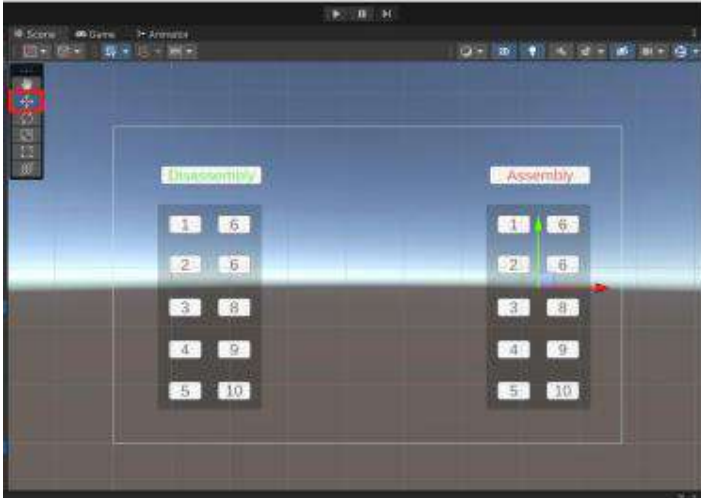 Scene Game Animator
Disassembly Assembly
1 6 1 6
2 6 2 6
3 8 3 8
4 9 4 9
5 10 5 10